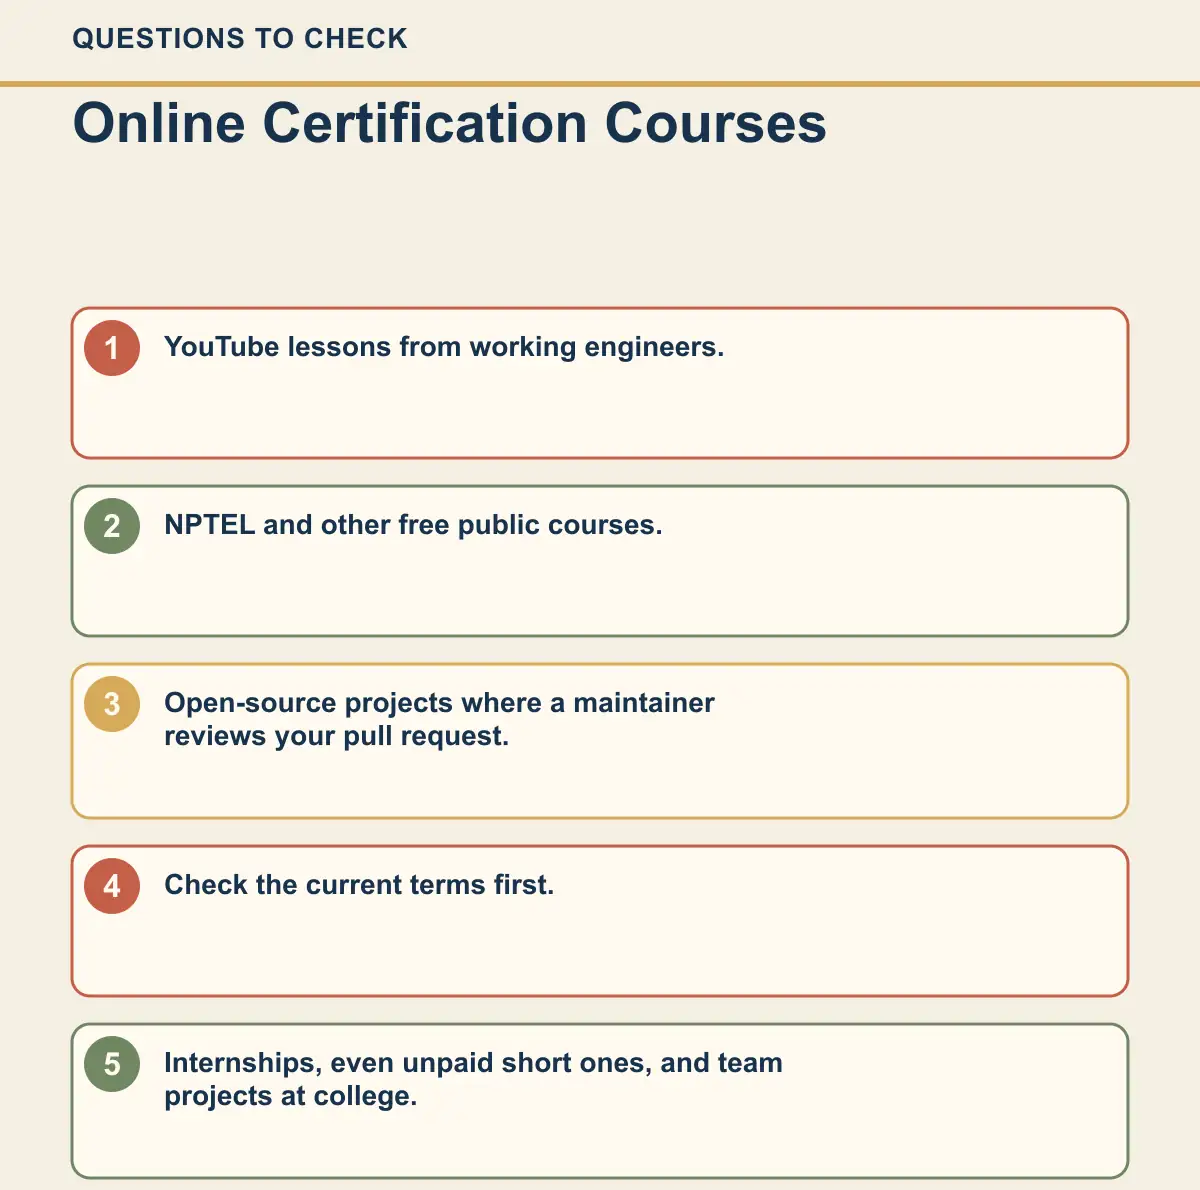 QUESTIONS TO CHECK
Online Certification Courses
1
YouTube lessons from working engineers.
2
NPTEL and other free public courses.
3
Open-source projects where a maintainer
reviews your pull request.
4
Check the current terms first.
5
Internships, even unpaid short ones, and team
projects at college.